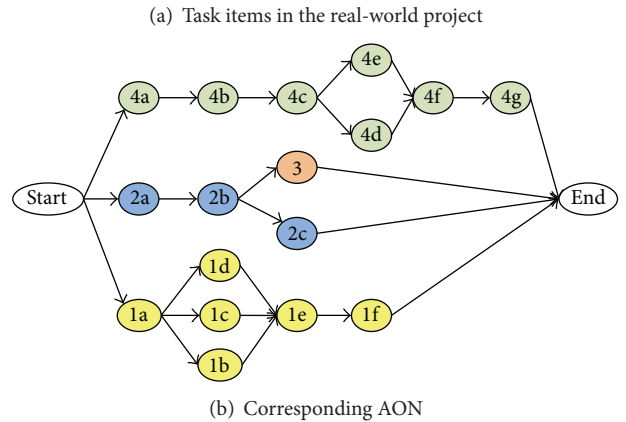 (a) Task items in the real-world project
4e
4a 4b 4c 4f 4g
4d
3
Start 2a 2b End
2c
1d
1a 1c 1e 1f
1b
(b) Corresponding AON